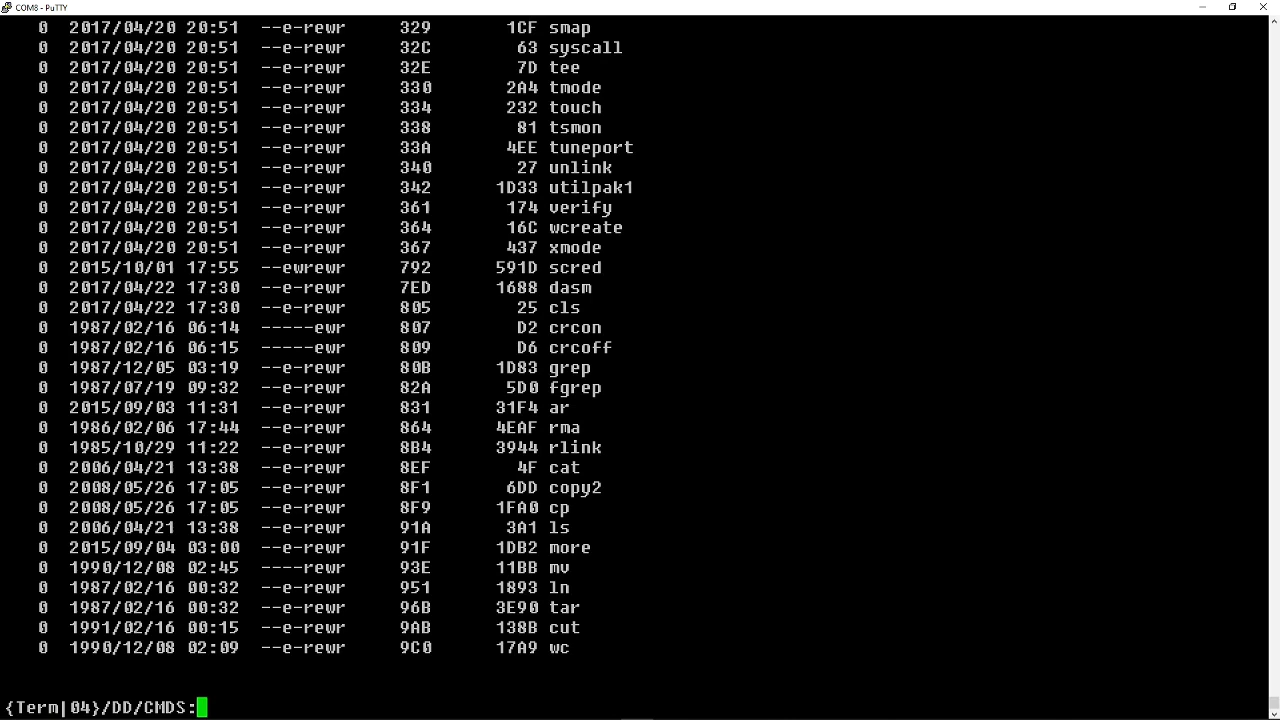 COM8 - PuTTY
0 2017/04/20 20:51 --e-rewr 329 1CF smap
0 2017/04/20 20:51 --e-rewr 32C 63 syscall
0 2017/04/20 20:51 --e-rewr 32E 7D tee
0 2017/04/20 20:51 --e-rewr 330 2A4 tmode
0 2017/04/20 20:51 --e-rewr 334 232 touch
0 2017/04/20 20:51 --e-rewr 338 81 tsmon
0 2017/04/20 20:51 --e-rewr 33A 4EE tuneport
0 2017/04/20 20:51 --e-rewr 340 27 unlink
0 2017/04/20 20:51 --e-rewr 342 1D33 utilpak1
0 2017/04/20 20:51 --e-rewr 361 174 verify
0 2017/04/20 20:51 --e-rewr 364 16C wcreate
0 2017/04/20 20:51 --e-rewr 367 437 xmode
0 2015/10/01 17:55 --ewrewr 792 591D scred
0 2017/04/22 17:30 --e-rewr 7ED 1688 dasm
0 2017/04/22 17:30 --e-rewr 805 25 cls
0 1987/02/16 06:14 -----ewr 807 D2 crcon
0 1987/02/16 06:15 -----ewr 809 D6 crcoff
0 1987/12/05 03:19 --e-rewr 80B 1D83 grep
0 1987/07/19 09:32 --e-rewr 82A 5D0 fgrep
0 2015/09/03 11:31 --e-rewr 831 31F4 ar
0 1986/02/06 17:44 --e-rewr 864 4EAF rma
0 1985/10/29 11:22 --e-rewr 8B4 3944 rlink
0 2006/04/21 13:38 --e-rewr 8EF 4F cat
0 2008/05/26 17:05 --e-rewr 8F1 6DD copy2
0 2008/05/26 17:05 --e-rewr 8F9 1FA0 cp
0 2006/04/21 13:38 --e-rewr 91A 3A1 ls
0 2015/09/04 03:00 --e-rewr 91F 1DB2 more
0 1990/12/08 02:45 ----rewr 93E 11BB mv
0 1987/02/16 00:32 --e-rewr 951 1893 ln
0 1987/02/16 00:32 --e-rewr 96B 3E90 tar
0 1991/02/16 00:15 --e-rewr 9AB 138B cut
0 1990/12/08 02:09 --e-rewr 9C0 17A9 wc
{Term|04}/DD/CMDS: